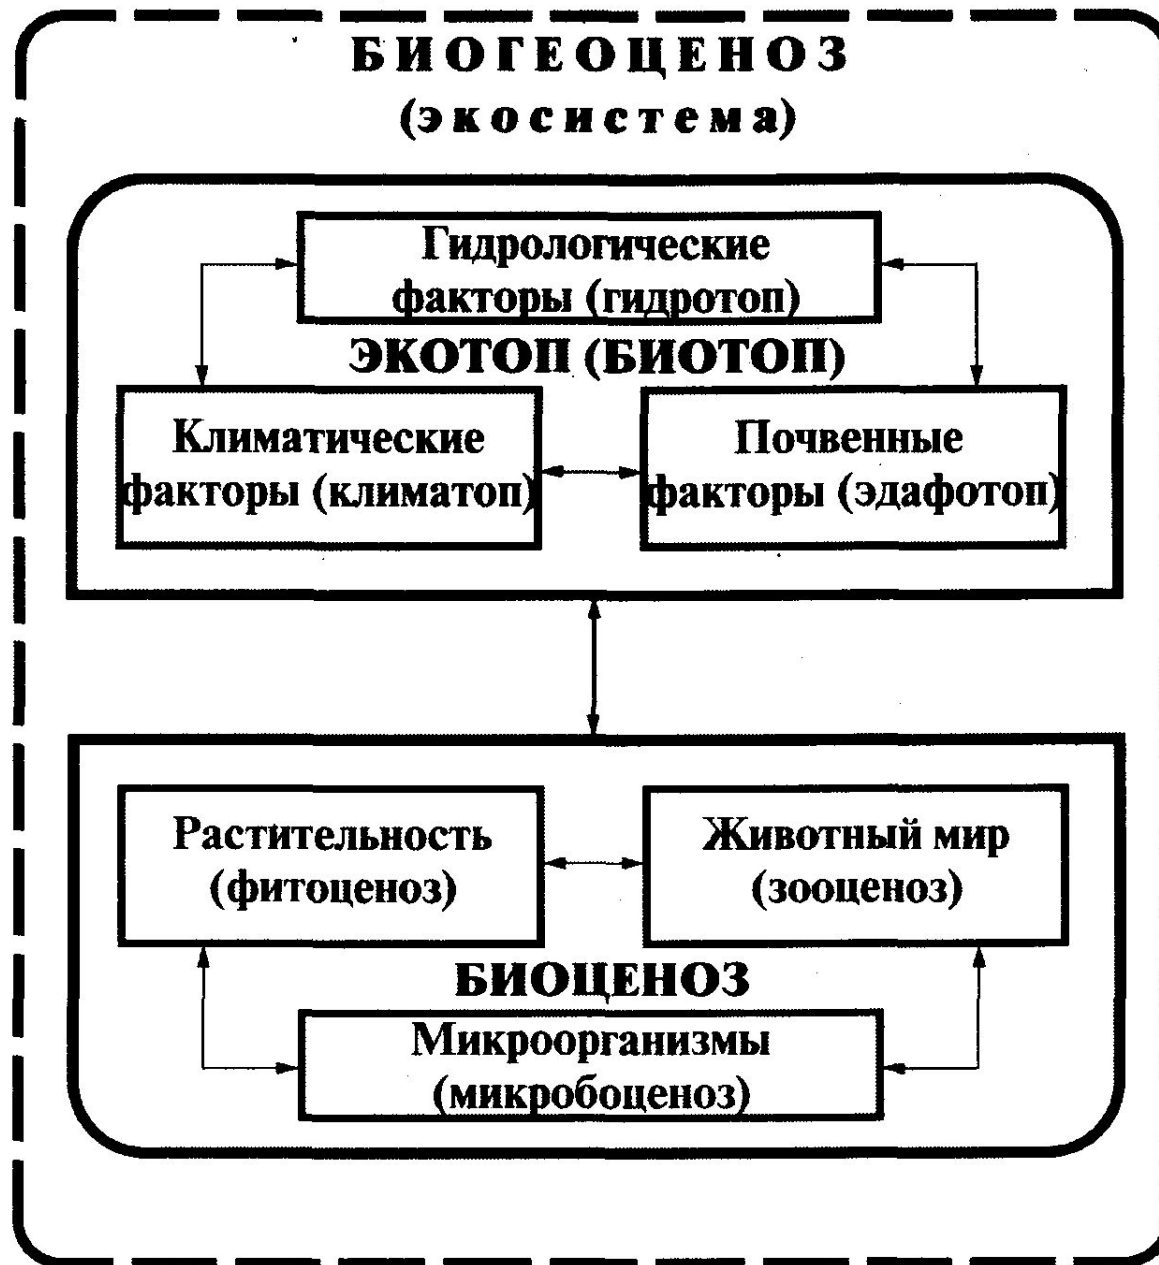 БИОГЕОЦЕНОЗ
(экосистема)
Гидрологические
факторы (гидротоп)
ЭКОТОП (БИОТОП)
Климатические
факторы (климатоп)
Почвенные
факторы (эдафотоп)
Растительность
(фитоценоз)
Животный мир
(зооценоз)
БИОЦЕНОЗ
Микроорганизмы
(микробоценоз)